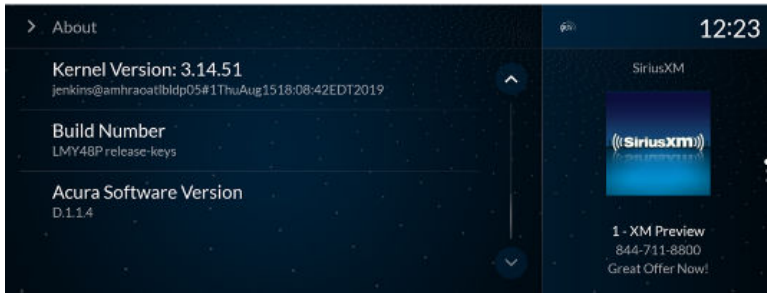 About
Kernel Version: 3.14.51
jenkins@amhraoatlbldp05#1ThuAug1518:08:42EDT2019
Build Number
LMY48P release-keys
Acura Software Version
D.1.1.4
12:23
SiriusXM
((SiriusXM))
1 - XM Preview
844-711-8800
Great Offer Now!